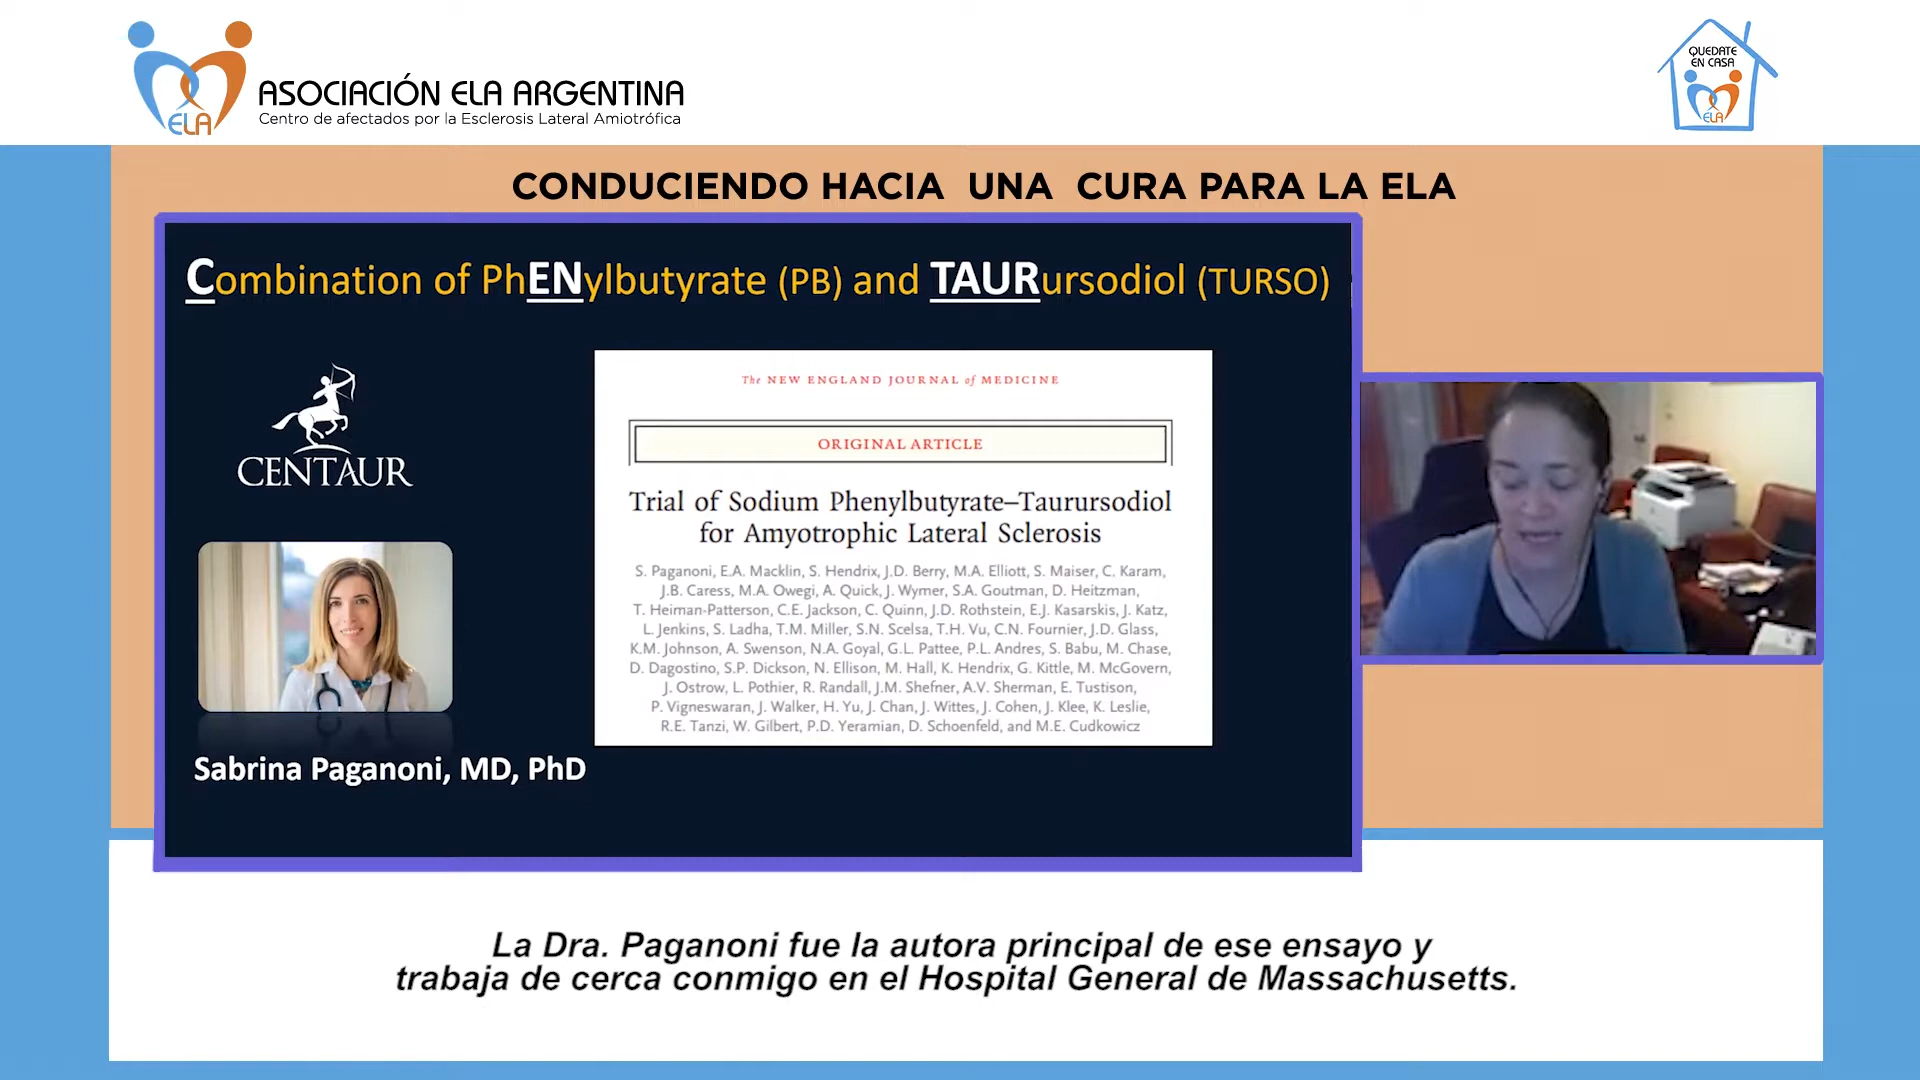 ASOCIACIÓN ELA ARGENTINA
Centro de afectados por la Esclerosis Lateral Amiotrófica
ELA
QUEDATE
EN CASA
ELA
CONDUCIENDO HACIA UNA CURA PARA LA ELA
Combination of PhENylbutyrate (PB) and TAURursodiol (TURSO)
CENTAUR
The NEW ENGLAND JOURNAL of MEDICINE
ORIGINAL ARTICLE
Trial of Sodium Phenylbutyrate–Taurursodiol
for Amyotrophic Lateral Sclerosis
S. Paganoni, E.A. Macklin, S. Hendrix, J.D. Berry, M.A. Elliott, S. Maiser, C. Karam,
J.B. Caress, M.A. Owegi, A. Quick, J. Wymer, S.A. Goutman, D. Heitzman,
T. Heiman-Patterson, C.E. Jackson, C. Quinn, J.D. Rothstein, E.J. Kasarskis, J. Katz,
L. Jenkins, S. Ladha, T.M. Miller, S.N. Scelsa, T.H. Vu, C.N. Fournier, J.D. Glass,
K.M. Johnson, A. Swenson, N.A. Goyal, G.L. Pattee, P.L. Andres, S. Babu, M. Chase,
D. Dagostino, S.P. Dickson, N. Ellison, M. Hall, K. Hendrix, G. Kittle, M. McGovern,
J. Ostrow, L. Pothier, R. Randall, J.M. Shefner, A.V. Sherman, E. Tustison,
P. Vigneswaran, J. Walker, H. Yu, J. Chan, J. Wittes, J. Cohen, J. Klee, K. Leslie,
R.E. Tanzi, W. Gilbert, P.D. Yeramian, D. Schoenfeld, and M.E. Cudkowicz
Sabrina Paganoni, MD, PhD
La Dra. Paganoni fue la autora principal de ese ensayo y
trabaja de cerca conmigo en el Hospital General de Massachusetts.